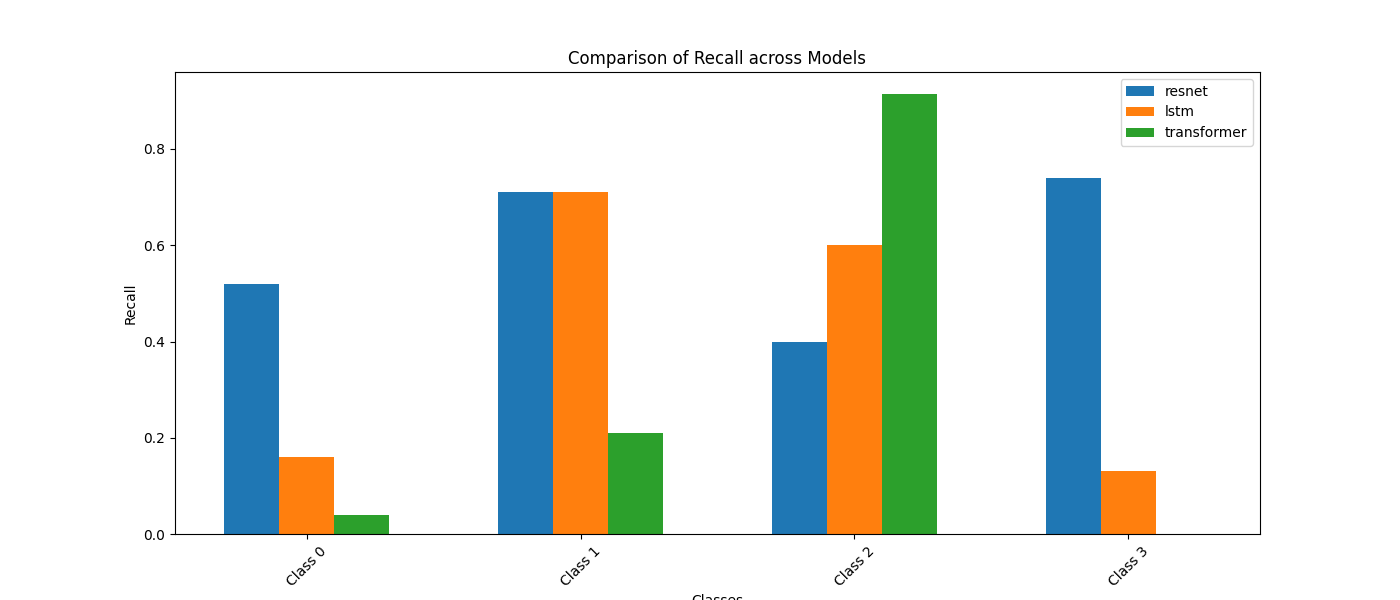 Comparison of Recall across Models
resnet
lstm
transformer
Recall
0.8
0.6
0.4
0.2
0.0
Class 0
Class 1
Class 2
Class 3
Classes